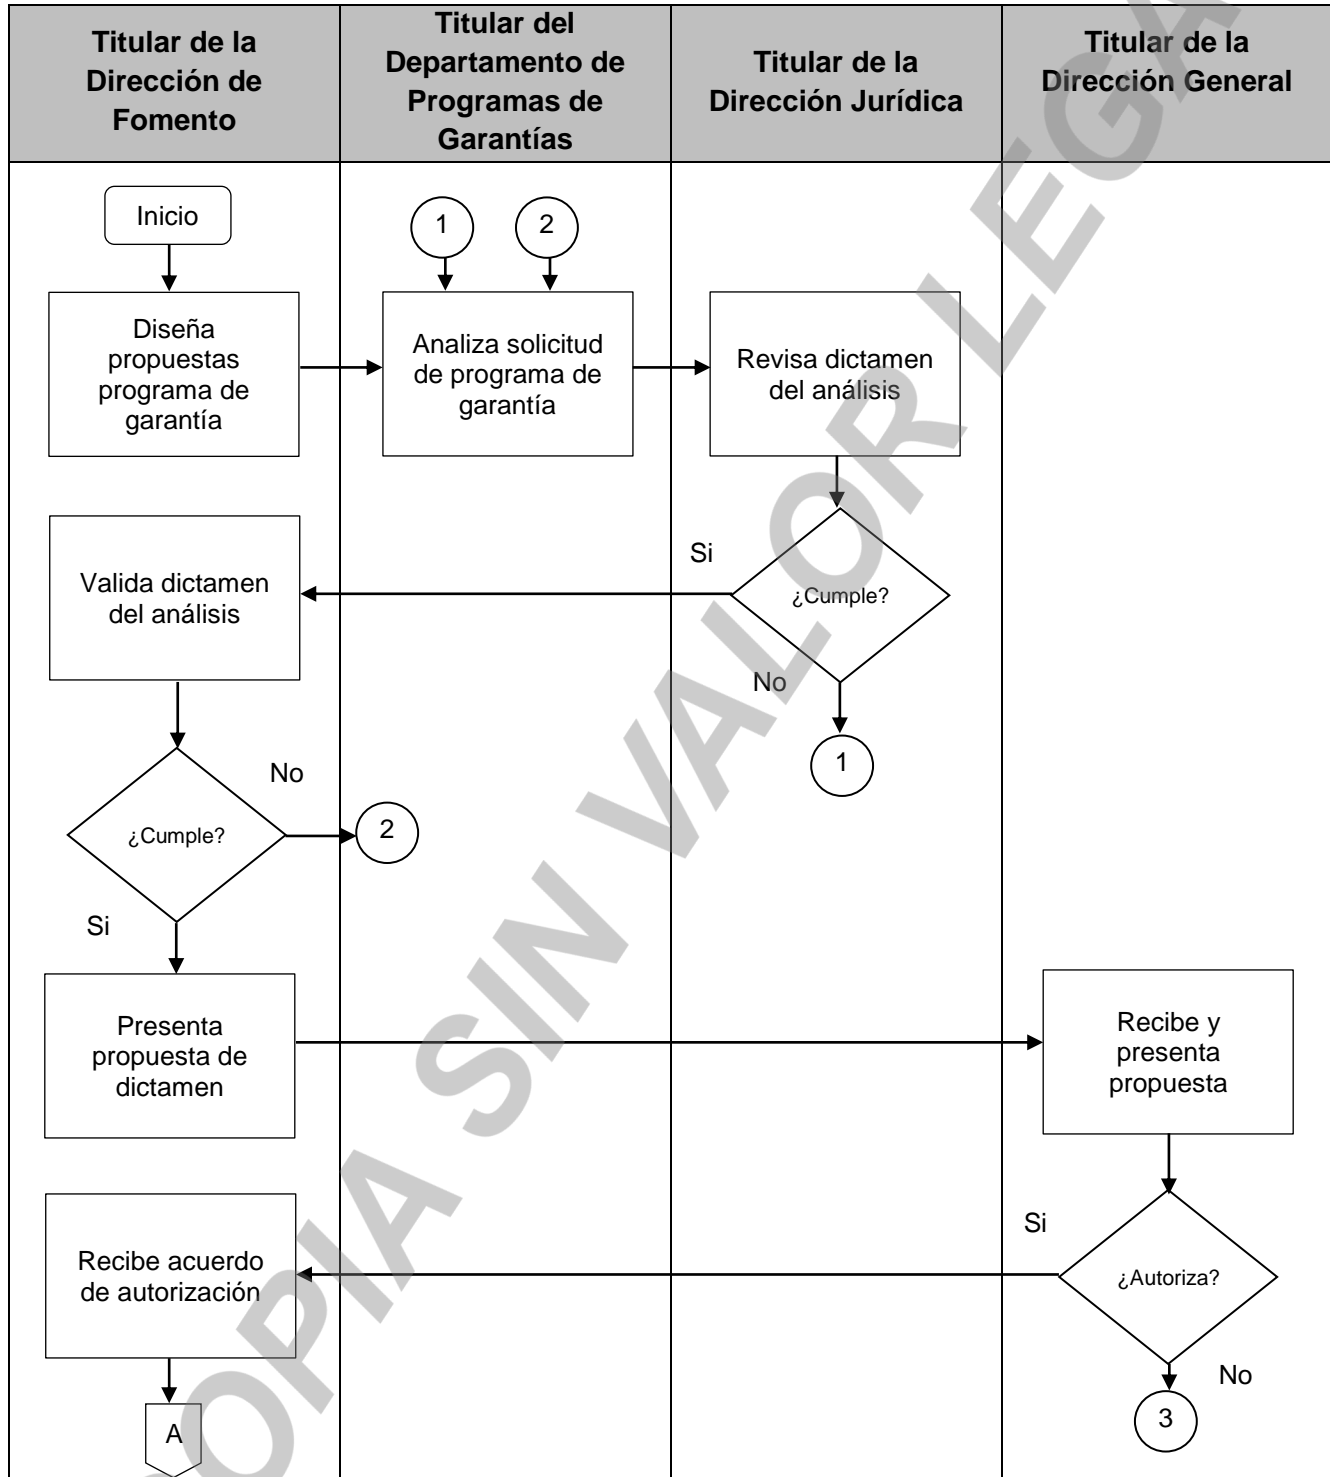 Titular de la
Dirección de
Fomento
Titular del
Departamento de
Programas de
Garantías
Titular de la
Dirección Jurídica
Titular de la
Dirección General
Inicio
1
2
Diseña
propuestas
programa de
garantía
Analiza solicitud
de programa de
garantía
Revisa dictamen
del análisis
Valida dictamen
del análisis
Si
¿Cumple?
No
1
No
¿Cumple?
2
Si
Presenta
propuesta de
dictamen
Recibe y
presenta
propuesta
Recibe acuerdo
de autorización
Si
¿Autoriza?
No
3
A
COPIA SIN VALOR LEGA